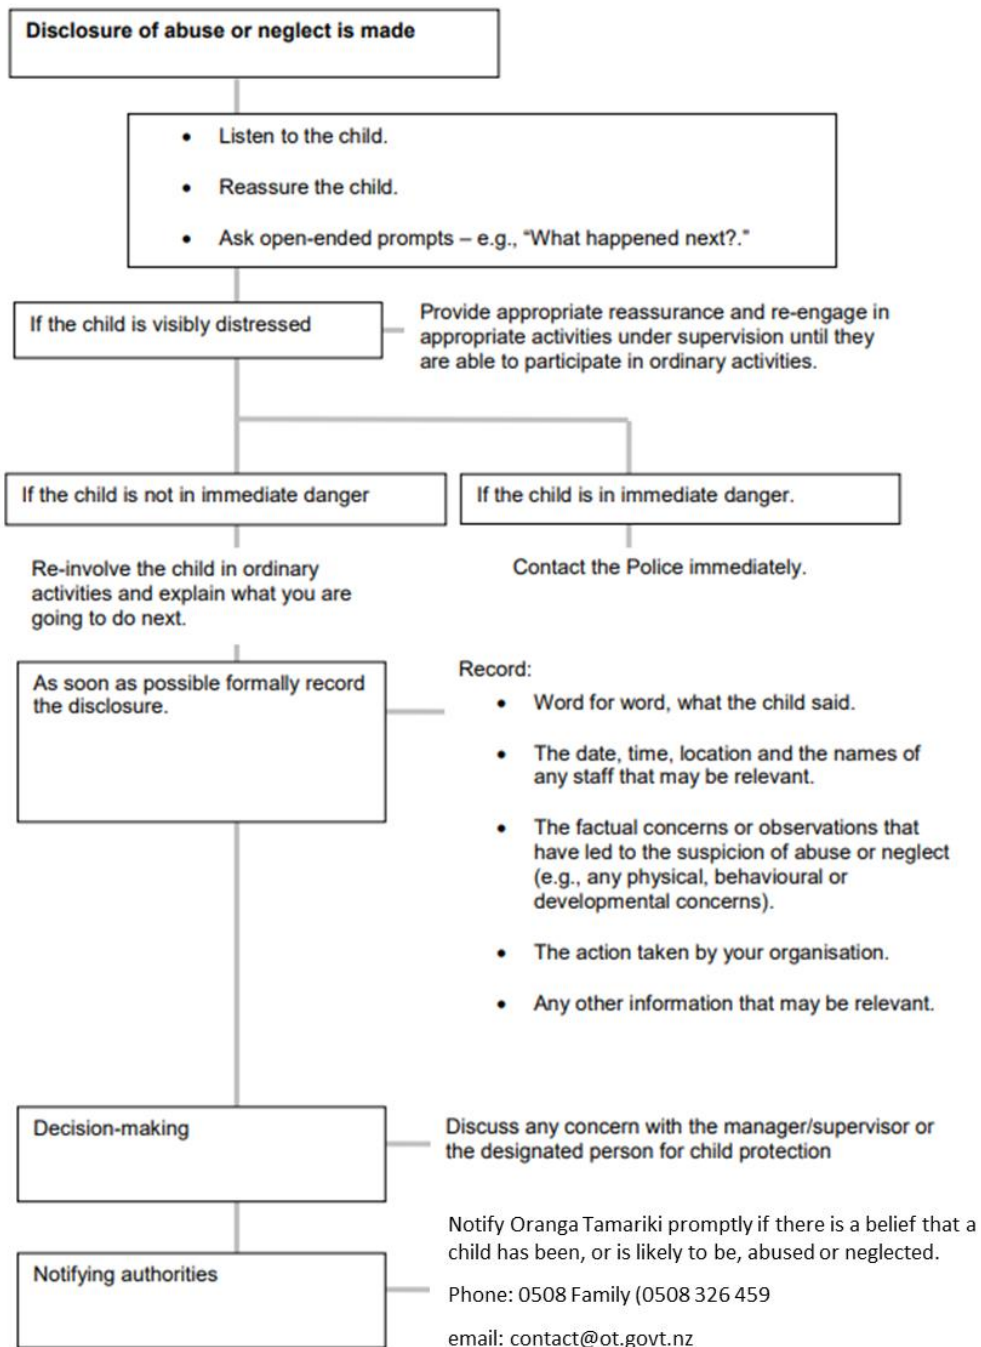 Disclosure of abuse or neglect is made
• Listen to the child.
• Reassure the child.
• Ask open-ended prompts – e.g., “What happened next?.”
If the child is visibly distressed
Provide appropriate reassurance and re-engage in
appropriate activities under supervision until they
are able to participate in ordinary activities.
If the child is not in immediate danger
If the child is in immediate danger.
Re-involve the child in ordinary
activities and explain what you are
going to do next.
Contact the Police immediately.
As soon as possible formally record
the disclosure.
Record:
• Word for word, what the child said.
• The date, time, location and the names of
any staff that may be relevant.
• The factual concerns or observations that
have led to the suspicion of abuse or neglect
(e.g., any physical, behavioural or
developmental concerns).
• The action taken by your organisation.
• Any other information that may be relevant.
Decision-making
Discuss any concern with the manager/supervisor or
the designated person for child protection
Notifying authorities
Notify Oranga Tamariki promptly if there is a belief that a
child has been, or is likely to be, abused or neglected.
Phone: 0508 Family (0508 326 459
email: contact@ot.govt.nz